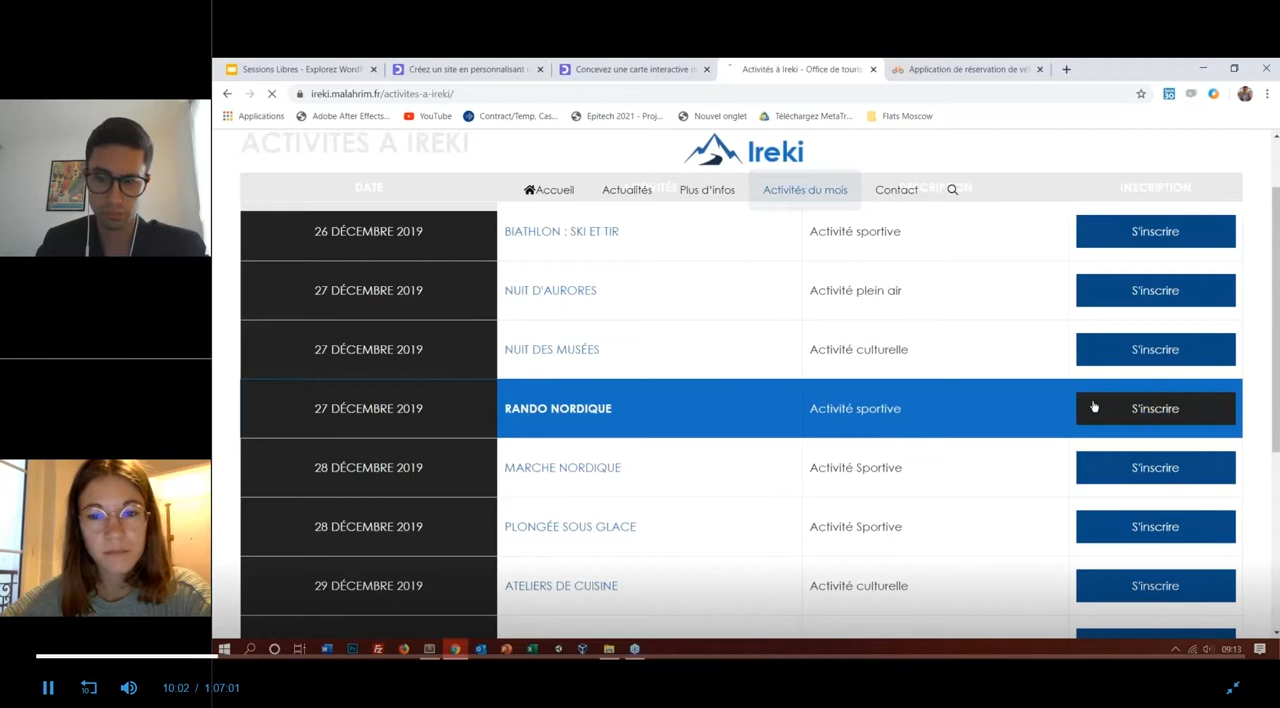 Sessions Libres - Explorez WordP
Créez un site en personnalisant
Concevez une carte interactive d
Activités à Ireki - Office de touris
Application de réservation de vé
ireki.malahrim.fr/activites-a-ireki/
Applications
Adobe After Effects...
YouTube
Contract/Temp, Cas...
Epitech 2021 - Proj...
Nouvel onglet
Téléchargez MetaTr...
Flats Moscow
ACTIVITES A IREKI
Ireki
DATE
INSCRIPTION
Accueil
Actualités
Plus d'infos
Activités du mois
Contact
26 DÉCEMBRE 2019 BIATHLON : SKI ET TIR Activité sportive S'inscrire
27 DÉCEMBRE 2019 NUIT D'AURORES Activité plein air S'inscrire
27 DÉCEMBRE 2019 NUIT DES MUSÉES Activité culturelle S'inscrire
27 DÉCEMBRE 2019 RANDO NORDIQUE Activité sportive S'inscrire
28 DÉCEMBRE 2019 MARCHE NORDIQUE Activité Sportive S'inscrire
28 DÉCEMBRE 2019 PLONGÉE SOUS GLACE Activité Sportive S'inscrire
29 DÉCEMBRE 2019 ATELIERS DE CUISINE Activité culturelle S'inscrire
09:13
10
10:02 1:07:01